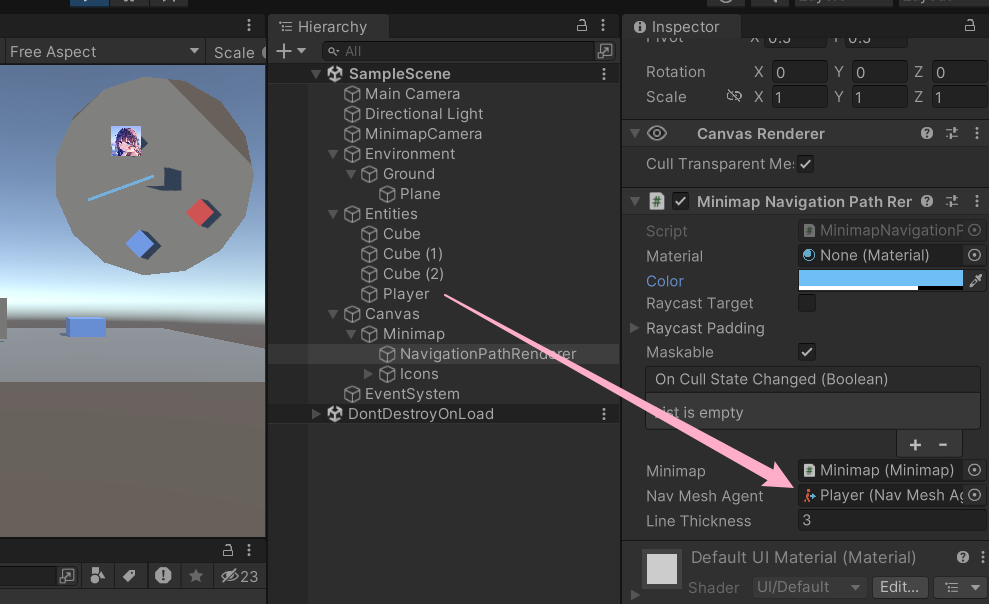 Free Aspect
Scale
23
Hierarchy
All
SampleScene
Main Camera
Directional Light
MinimapCamera
Environment
Ground
Plane
Entities
Cube
Cube (1)
Cube (2)
Player
Canvas
Minimap
NavigationPathRenderer
Icons
EventSystem
DontDestroyOnLoad
Inspector
Pivot X 0.5 Y 0.5
Rotation X 0 Y 0 Z 0
Scale X 1 Y 1 Z 1
Canvas Renderer
Cull Transparent Me
Minimap Navigation Path Rer
Script MinimapNavigationP
Material None (Material)
Color
Raycast Target
Raycast Padding
Maskable
On Cull State Changed (Boolean)
is empty
+ -
Minimap Minimap (Minimap)
Nav Mesh Agent Player (Nav Mesh Ag
Line Thickness 3
Default UI Material (Material)
Shader UI/Default Edit...